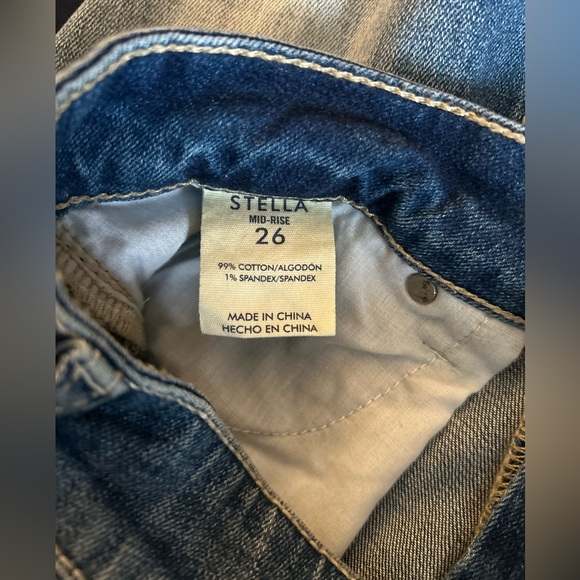 STELLA
MID-RISE
26
99% COTTON/ALGODÓN
1% SPANDEX/SPANDEX
MADE IN CHINA
HECHO EN CHINA